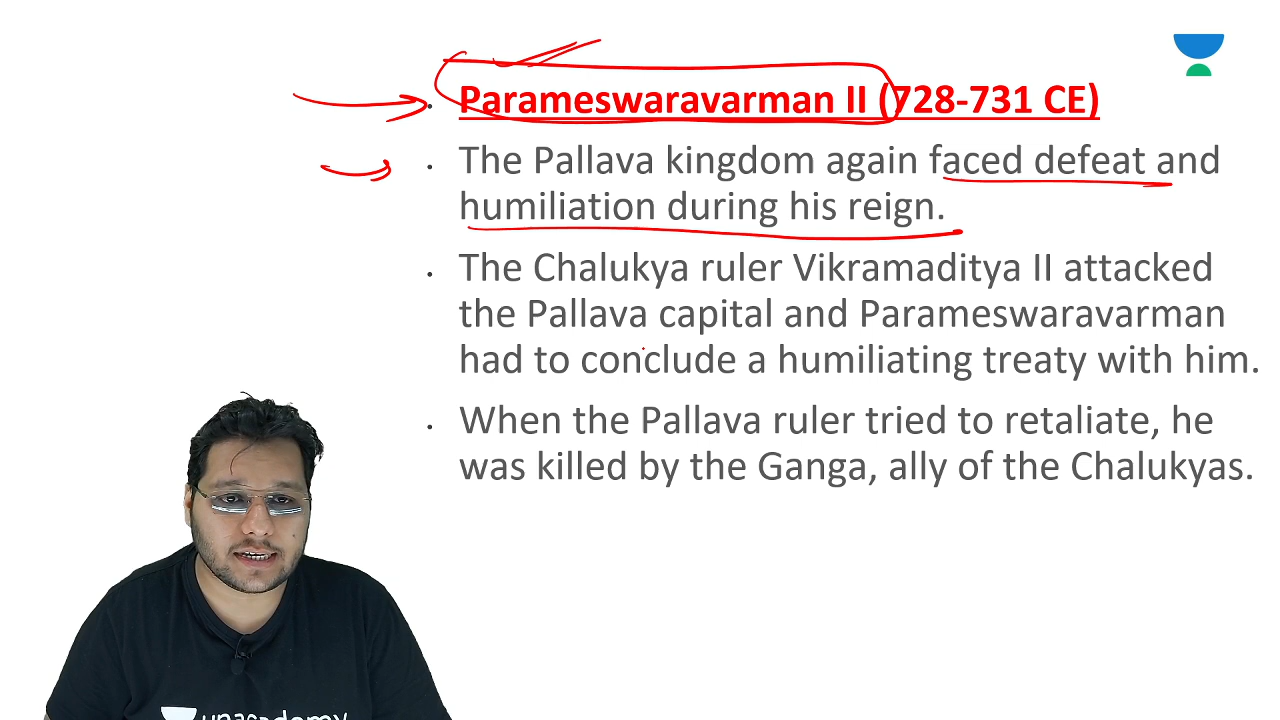 Parameswaravarman II (728-731 CE)
The Pallava kingdom again faced defeat and
humiliation during his reign.
The Chalukya ruler Vikramaditya II attacked
the Pallava capital and Parameswaravarman
had to conclude a humiliating treaty with him.
When the Pallava ruler tried to retaliate, he
was killed by the Ganga, ally of the Chalukyas.
unacademy